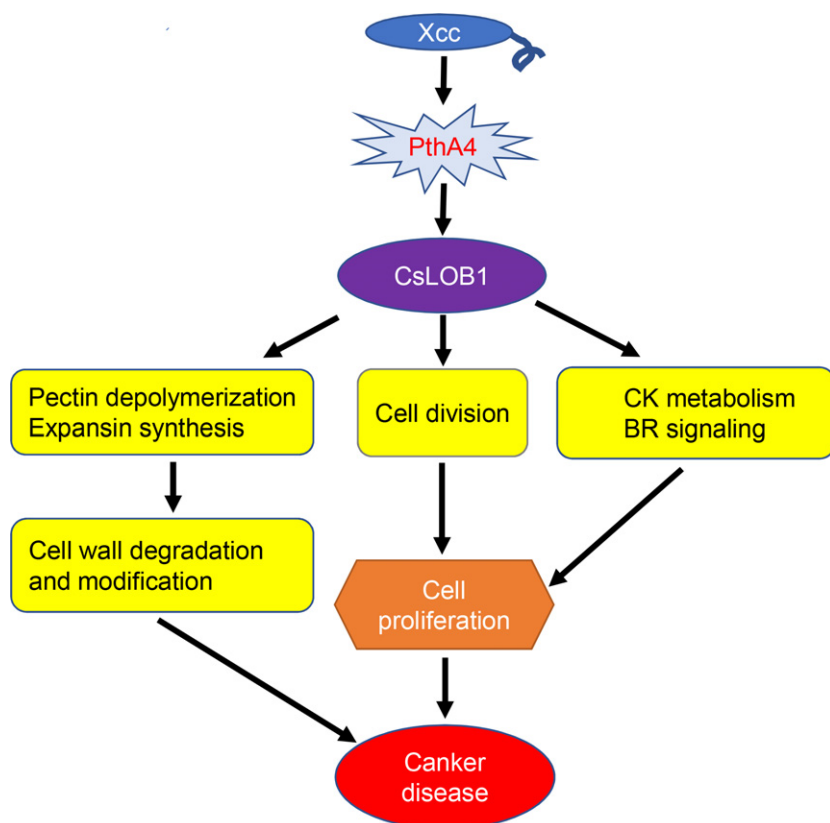 Xcc
PthA4
CsLOB1
Pectin depolymerization
Expansin synthesis
Cell division
CK metabolism
BR signaling
Cell wall degradation
and modification
Cell
proliferation
Canker
disease